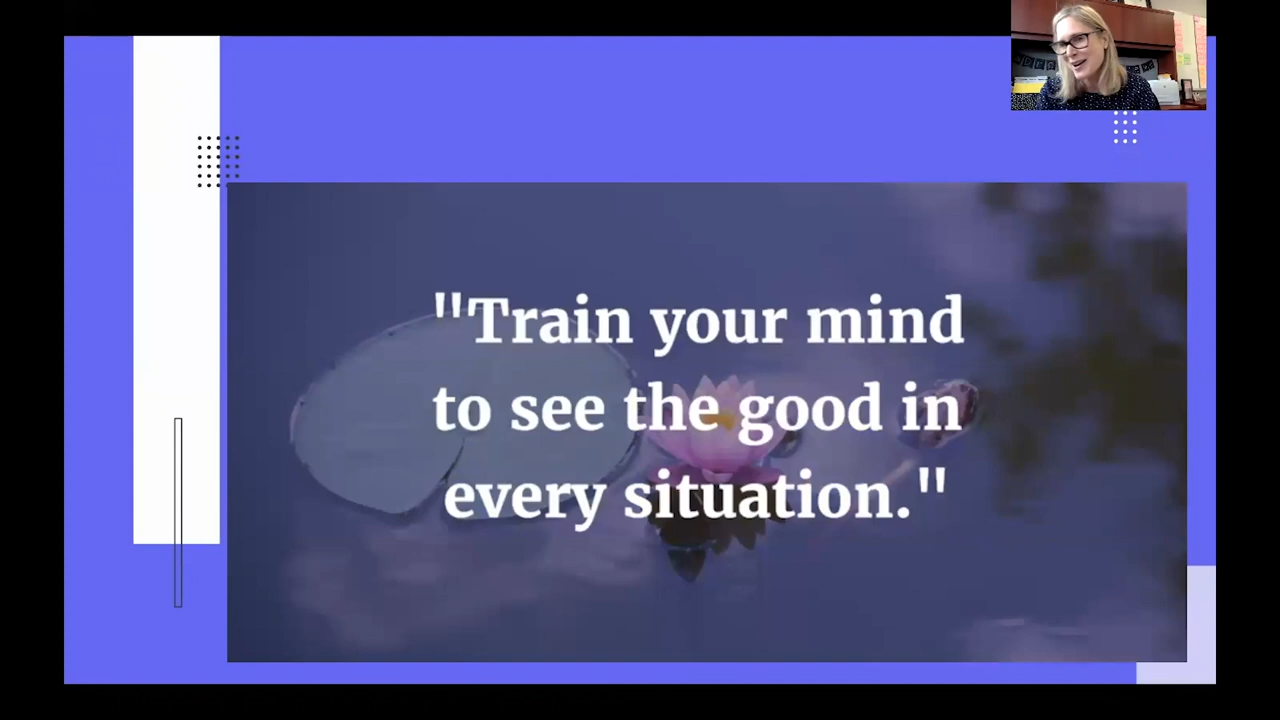 "Train your mind
to see the good in
every situation."